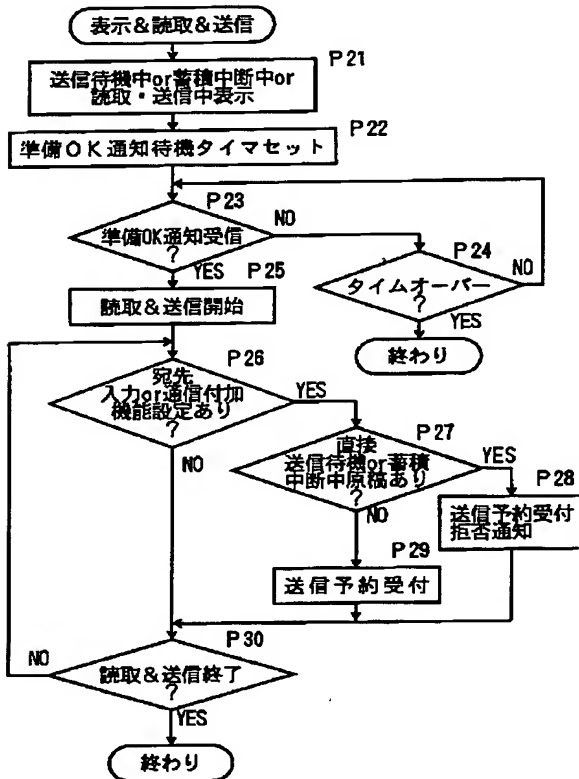 表示&読取&送信
P21
送信待機中or蓄積中断中or
読取・送信中表示
P22
準備OK通知待機タイマセット
P23
準備OK通知受信
?
NO
YES
P24
タイムオーバー
?
NO
YES
終わり
P25
読取&送信開始
P26
宛先
入力or通信付加
機能設定あり
?
YES
NO
P27
直接
送信待機or蓄積
中断中原稿あり
?
YES
NO
P28
送信予約受付
拒否通知
P29
送信予約受付
P30
読取&送信終了
?
NO
YES
終わり